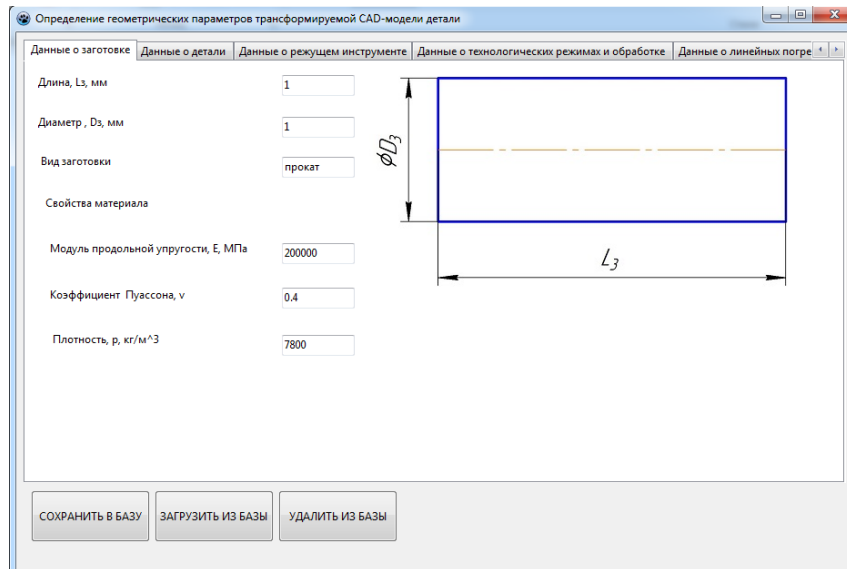 Определение геометрических параметров трансформируемой CAD-модели детали
Данные о заготовке Данные о детали Данные о режущем инструменте Данные о технологических режимах и обработке Данные о линейных погре
Длина, Lз, мм 1
Диаметр , Dз, мм 1
Вид заготовки прокат
Свойства материала
Модуль продольной упругости, E, МПа 200000
Коэффициент Пуассона, v 0.4
Плотность, р, кг/м^3 7800
ϕD₃
L₃
СОХРАНИТЬ В БАЗУ ЗАГРУЗИТЬ ИЗ БАЗЫ УДАЛИТЬ ИЗ БАЗЫ